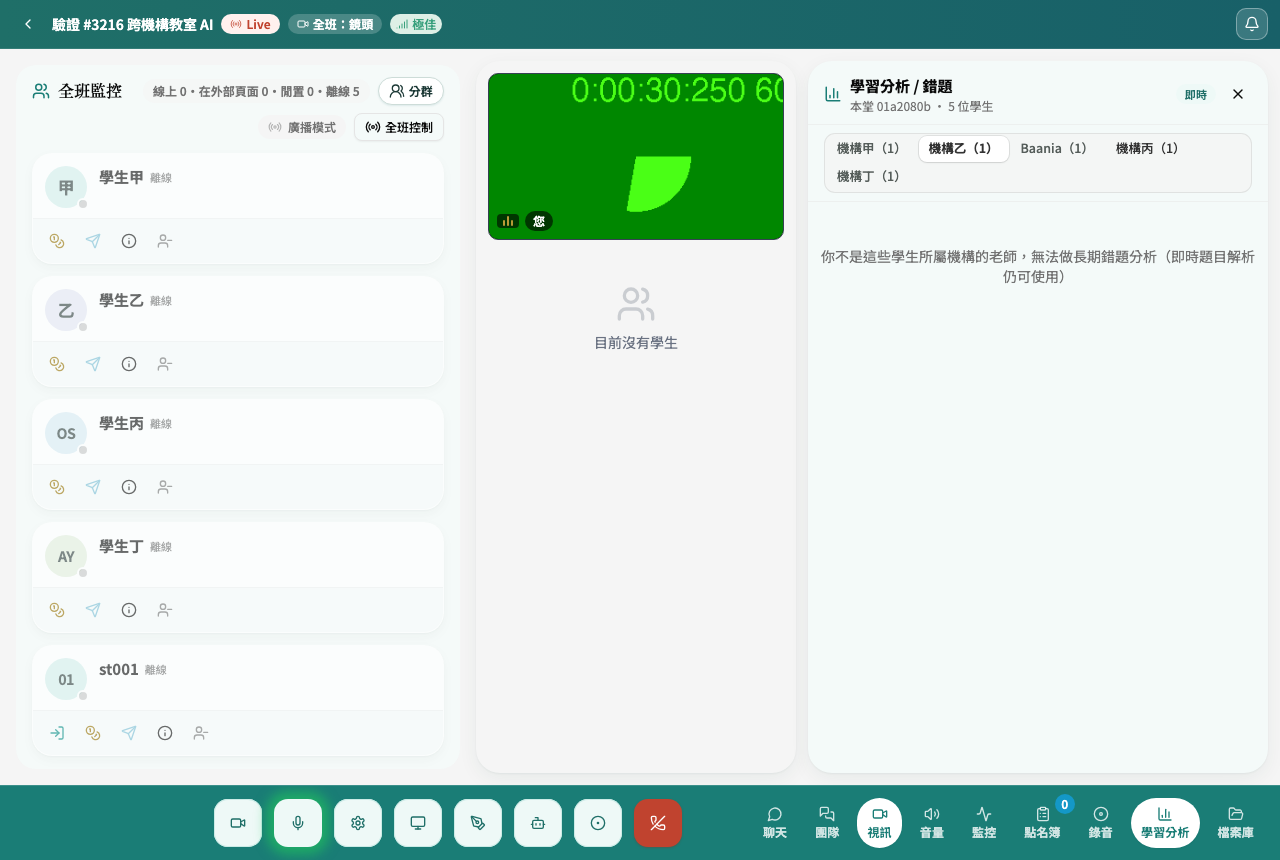 驗證 #3216 跨機構教室 AI
Live
全班：鏡頭
極佳
全班監控
線上 0・在外部頁面 0・閒置 0・離線 5
分群
廣播模式
全班控制
甲
學生甲 離線
乙
學生乙 離線
OS
學生丙 離線
AY
學生丁 離線
01
st001 離線
0:00:30:250 60
您
目前沒有學生
學習分析 / 錯題
本堂 01a2080b ・ 5 位學生
即時
機構甲（1） 機構乙（1） Baania（1） 機構丙（1）
機構丁（1）
你不是這些學生所屬機構的老師，無法做長期錯題分析（即時題目解析
仍可使用）
聊天
團隊
視訊
音量
監控
0
點名簿
錄音
學習分析
檔案庫